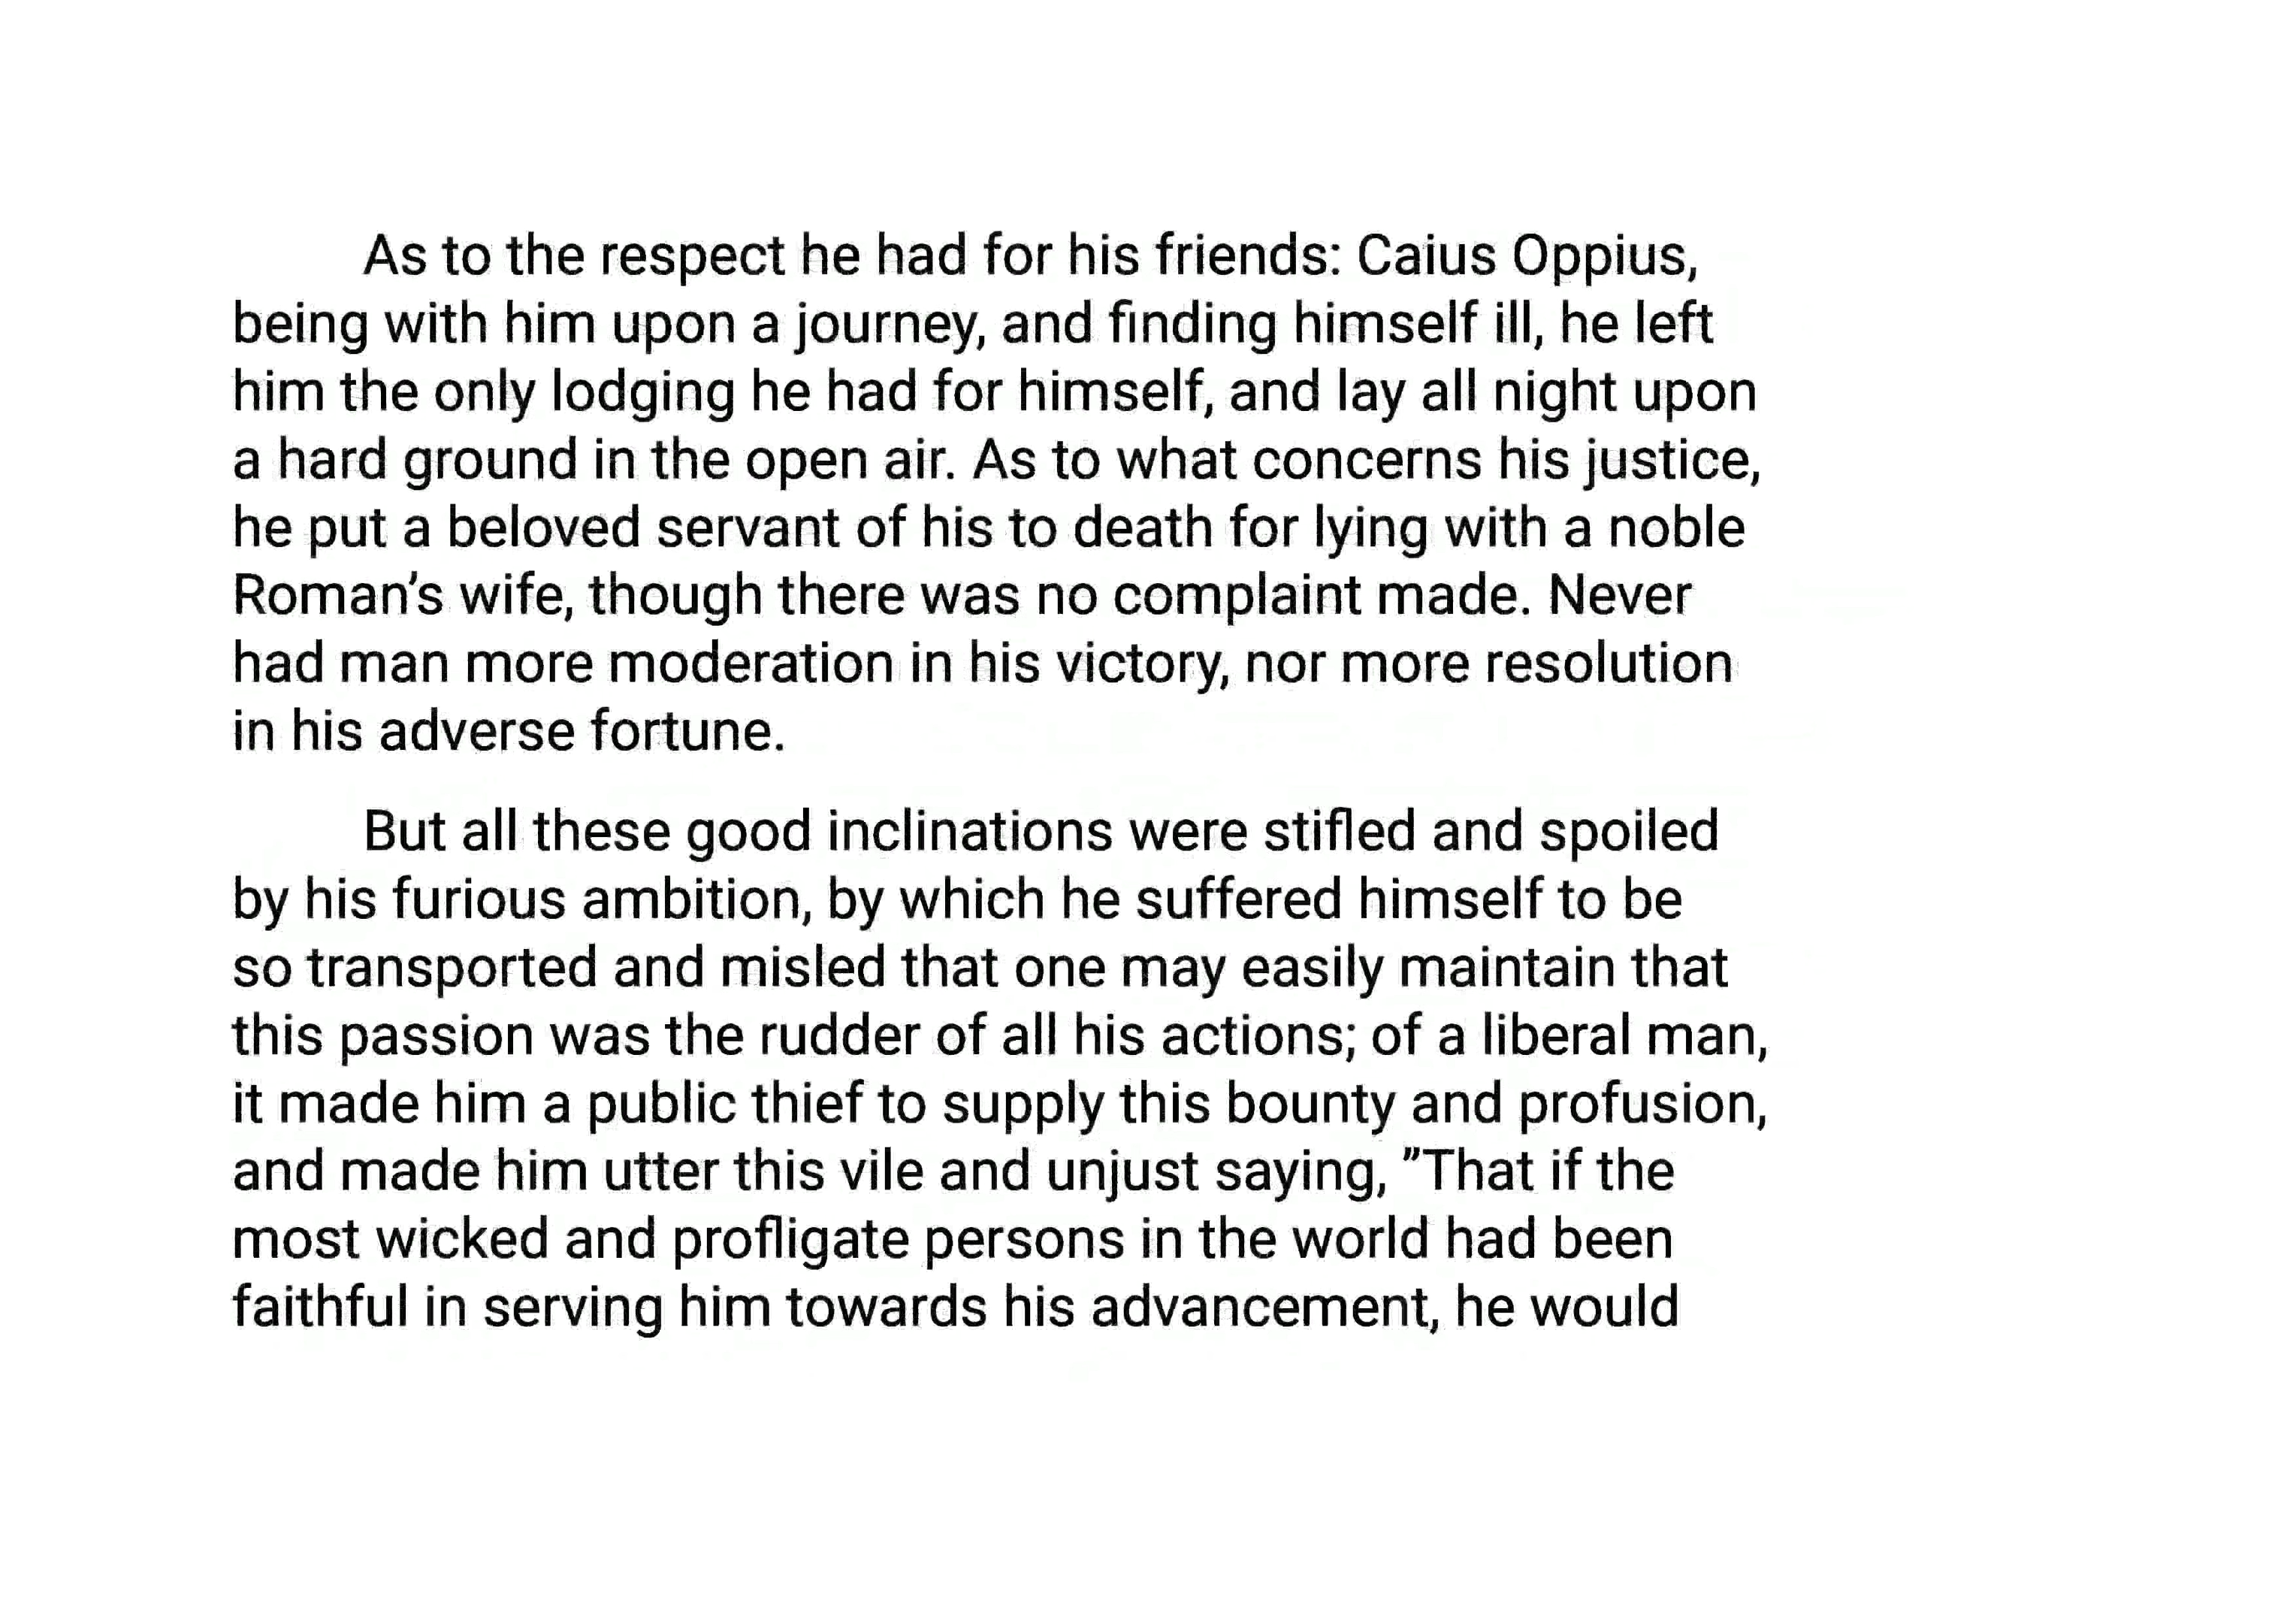 As to the respect he had for his friends: Caius Oppius,
being with him upon a journey, and finding himself ill, he left
him the only lodging he had for himself, and lay all night upon
a hard ground in the open air. As to what concerns his justice,
he put a beloved servant of his to death for lying with a noble
Roman’s wife, though there was no complaint made. Never
had man more moderation in his victory, nor more resolution
in his adverse fortune.
But all these good inclinations were stifled and spoiled
by his furious ambition, by which he suffered himself to be
so transported and misled that one may easily maintain that
this passion was the rudder of all his actions; of a liberal man,
it made him a public thief to supply this bounty and profusion,
and made him utter this vile and unjust saying, ”That if the
most wicked and profligate persons in the world had been
faithful in serving him towards his advancement, he would